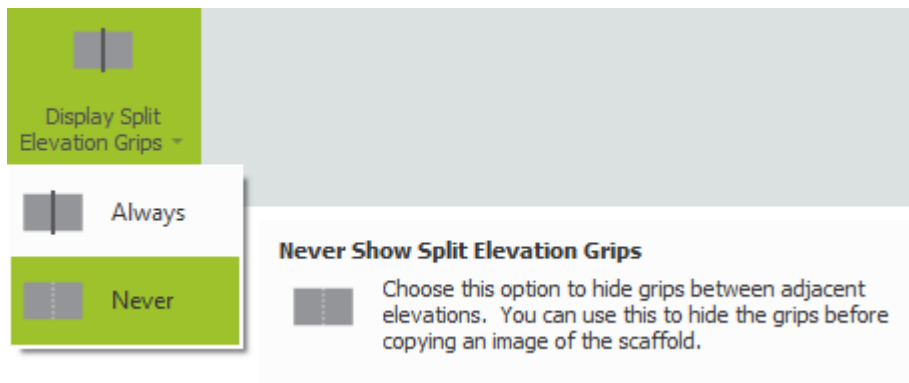 Display Split
Elevation Grips
Always
Never
Never Show Split Elevation Grips
Choose this option to hide grips between adjacent
elevations.  You can use this to hide the grips before
copying an image of the scaffold.